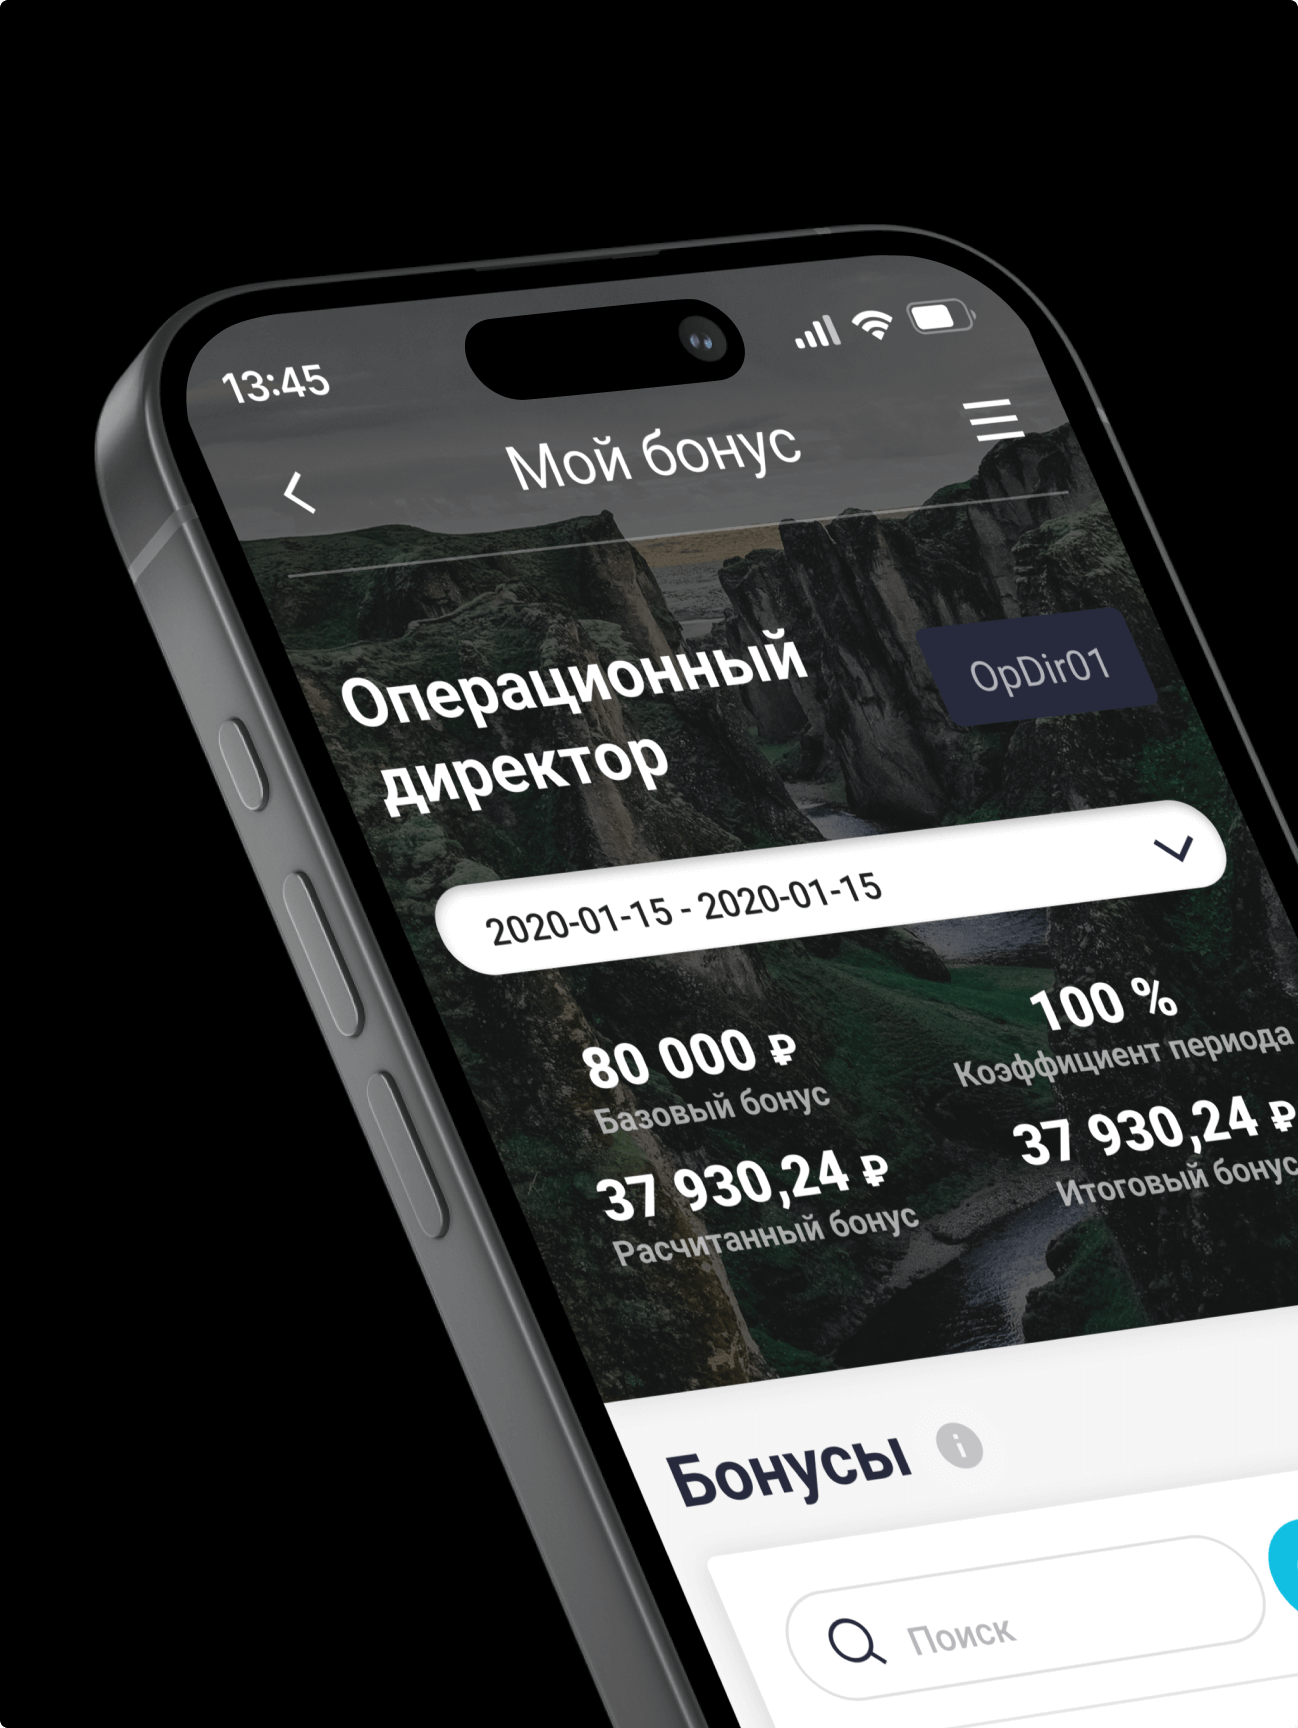 13:45
Мой бонус
Операционный
директор
OpDir01
2020-01-15 - 2020-01-15
80 000 ₽
Базовый бонус
100 %
Коэффициент периода
37 930,24 ₽
Расчитанный бонус
37 930,24 ₽
Итоговый бонус
Бонусы
i
Поиск